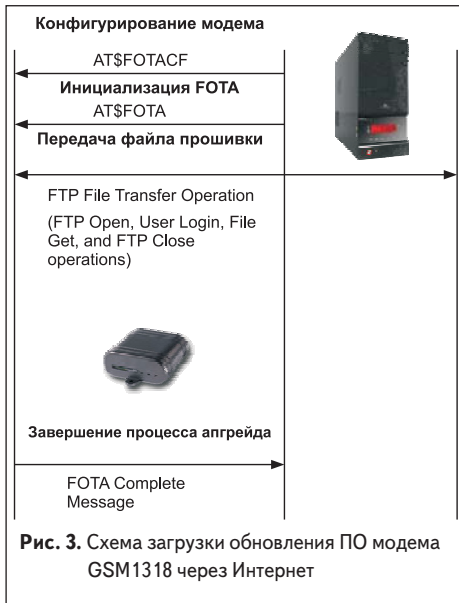 Конфигурирование модема
AT$FOTACF
Инициализация FOTA
AT$FOTA
Передача файла прошивки
FTP File Transfer Operation
(FTP Open, User Login, File
Get, and FTP Close
operations)
Завершение процесса апгрейда
FOTA Complete
Message
Рис. 3. Схема загрузки обновления ПО модема
GSM1318 через Интернет